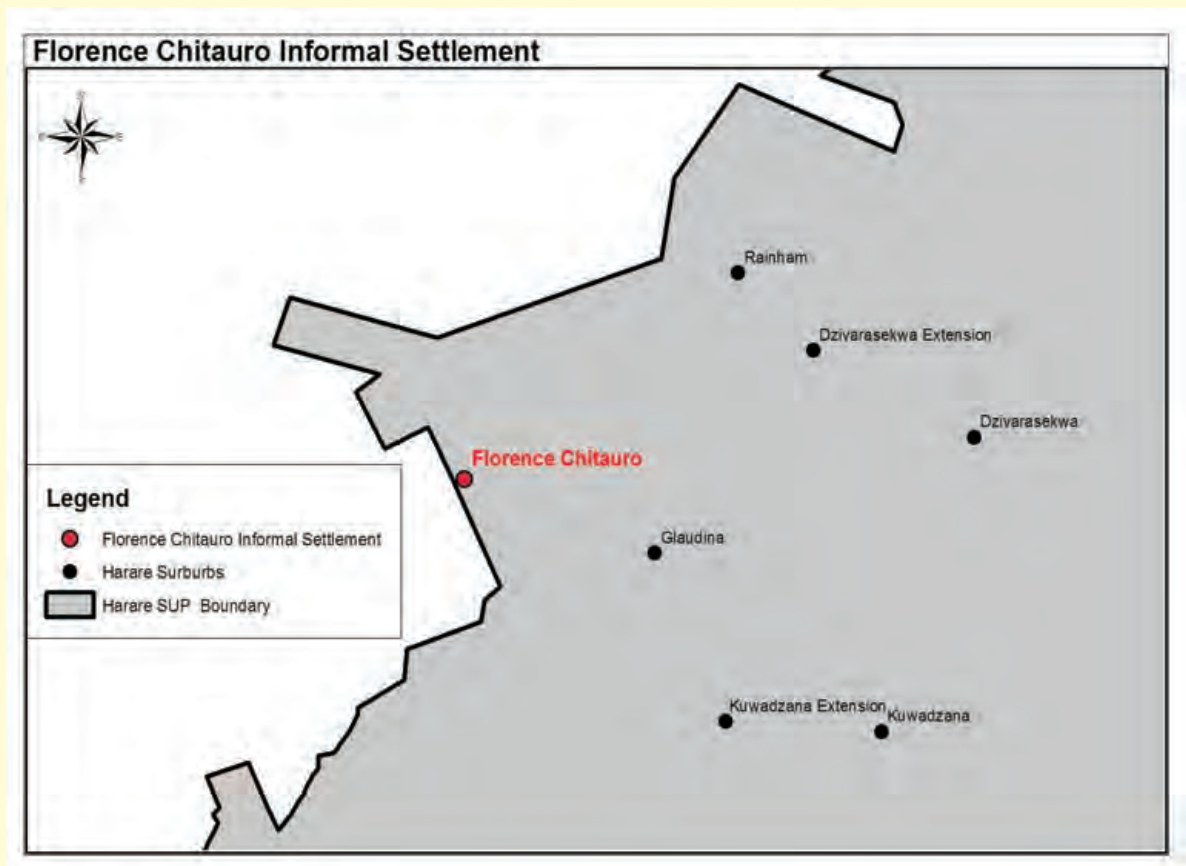 Florence Chitauro Informal Settlement
Rainham
Dzivarasekwa Extension
Dzivarasekwa
Florence Chitauro
Glaudina
Legend
Florence Chitauro Informal Settlement
Harare Surburbs
Harare SUP Boundary
Kuwadzana Extension
Kuwadzana